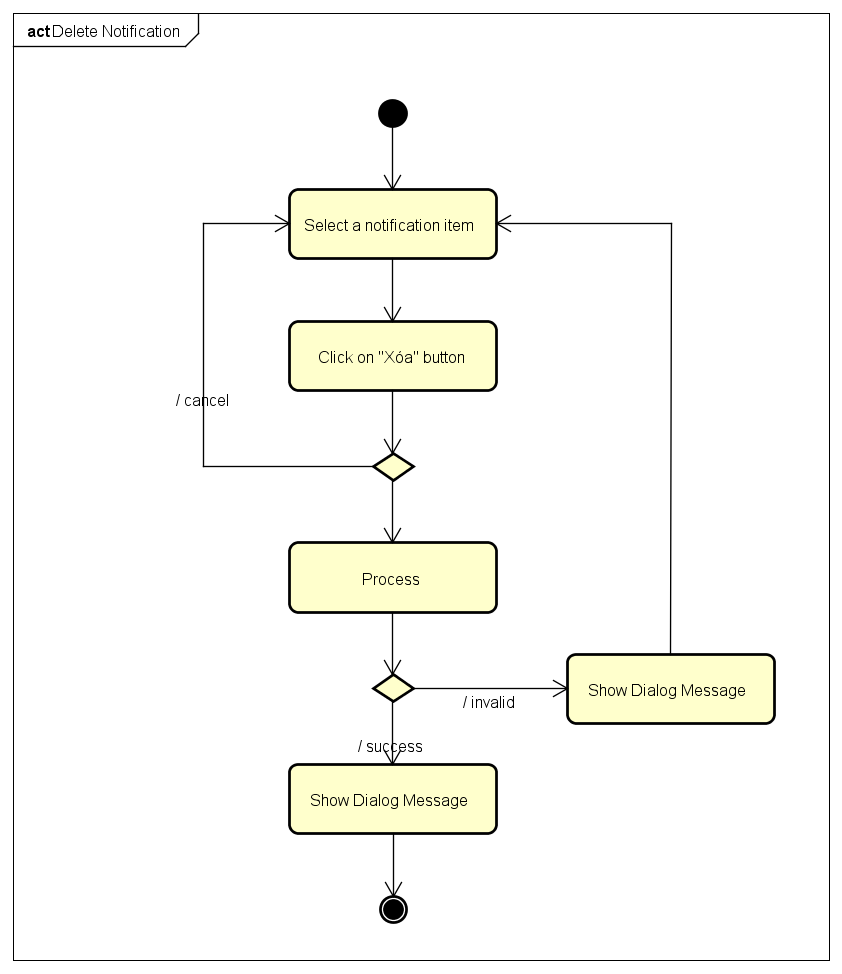 act Delete Notification
Select a notification item
Click on "Xóa" button
/ cancel
Process
/ invalid
Show Dialog Message
/ success
Show Dialog Message